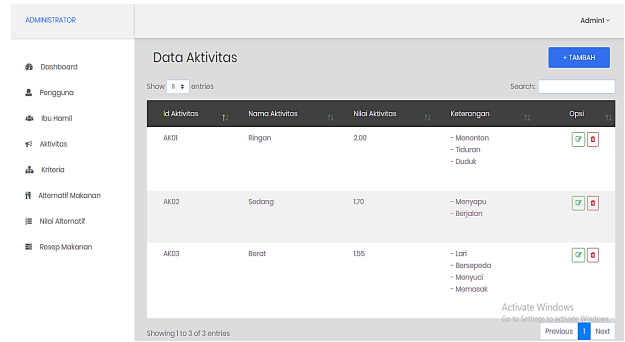 ADMINISTRATOR
Admin1
Dashboard
Pengguna
Ibu Hamil
Aktivitas
Kriteria
Alternatif Makanan
Nilai Alternatif
Resep Makanan
Data Aktivitas
+ TAMBAH
Show 5 entries
Search:
Id Aktivitas Nama Aktivitas Nilai Aktivitas Keterangan Opsi
AK01 Ringan 2.00 - Menonton
- Tiduran
- Duduk
AK02 Sedang 1.70 - Menyapu
- Berjalan
AK03 Berat 1.55 - Lari
- Bersepeda
- Menyuci
- Memasak
Activate Windows
Go to Settings to activate Windows.
Showing 1 to 3 of 3 entries
Previous 1 Next